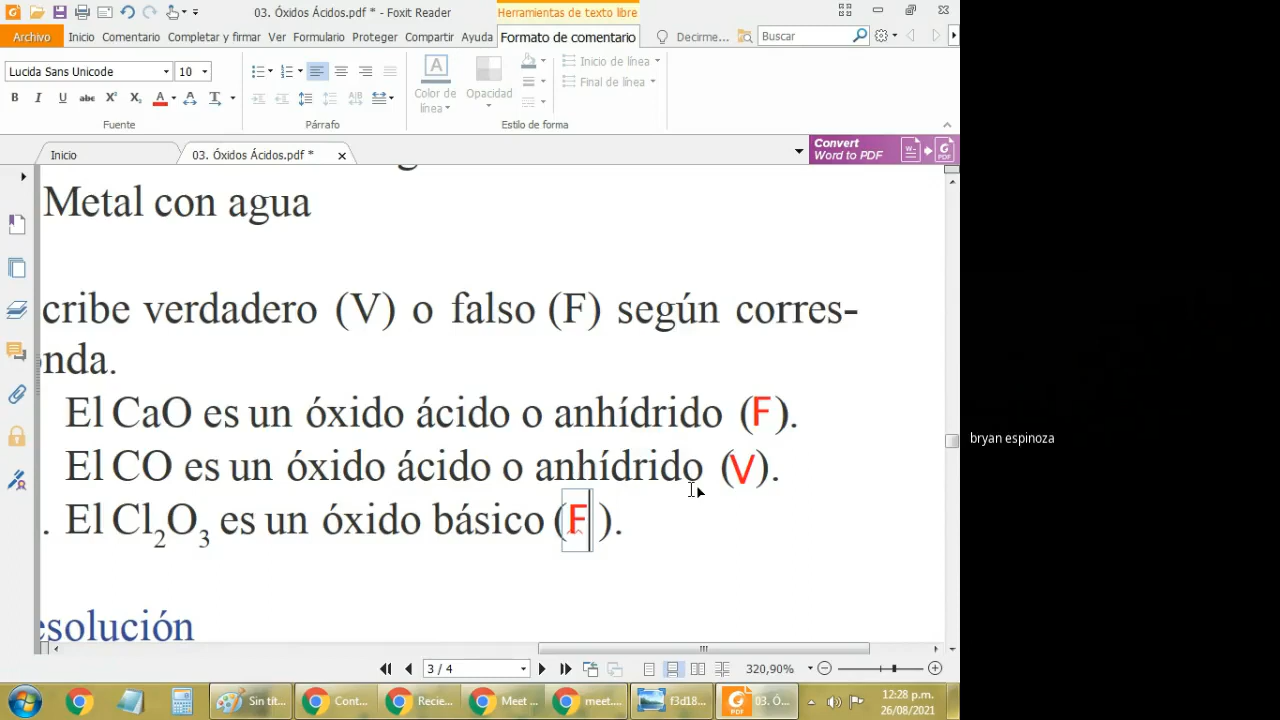 03. Óxidos Ácidos.pdf * - Foxit Reader
Herramientas de texto libre
Archivo Inicio Comentario Completar y firmar Ver Formulario Proteger Compartir Ayuda Formato de comentario Decirme... Buscar
Lucida Sans Unicode 10
Color de línea
Opacidad
Inicio de línea
Final de línea
Fuente Párrafo Estilo de forma
Inicio 03. Óxidos Ácidos.pdf *
Convert
Word to PDF
Metal con agua
cribe verdadero (V) o falso (F) según corres-
nda.
El CaO es un óxido ácido o anhídrido (F).
El CO es un óxido ácido o anhídrido (V).
. El Cl₂O₃ es un óxido básico (F ).
bryan espinoza
esolución
3 / 4 320,90%
Sin tit... Cont... Recie... Meet ... meet.... f3d18... 03. Ó...
12:28 p.m.
26/08/2021